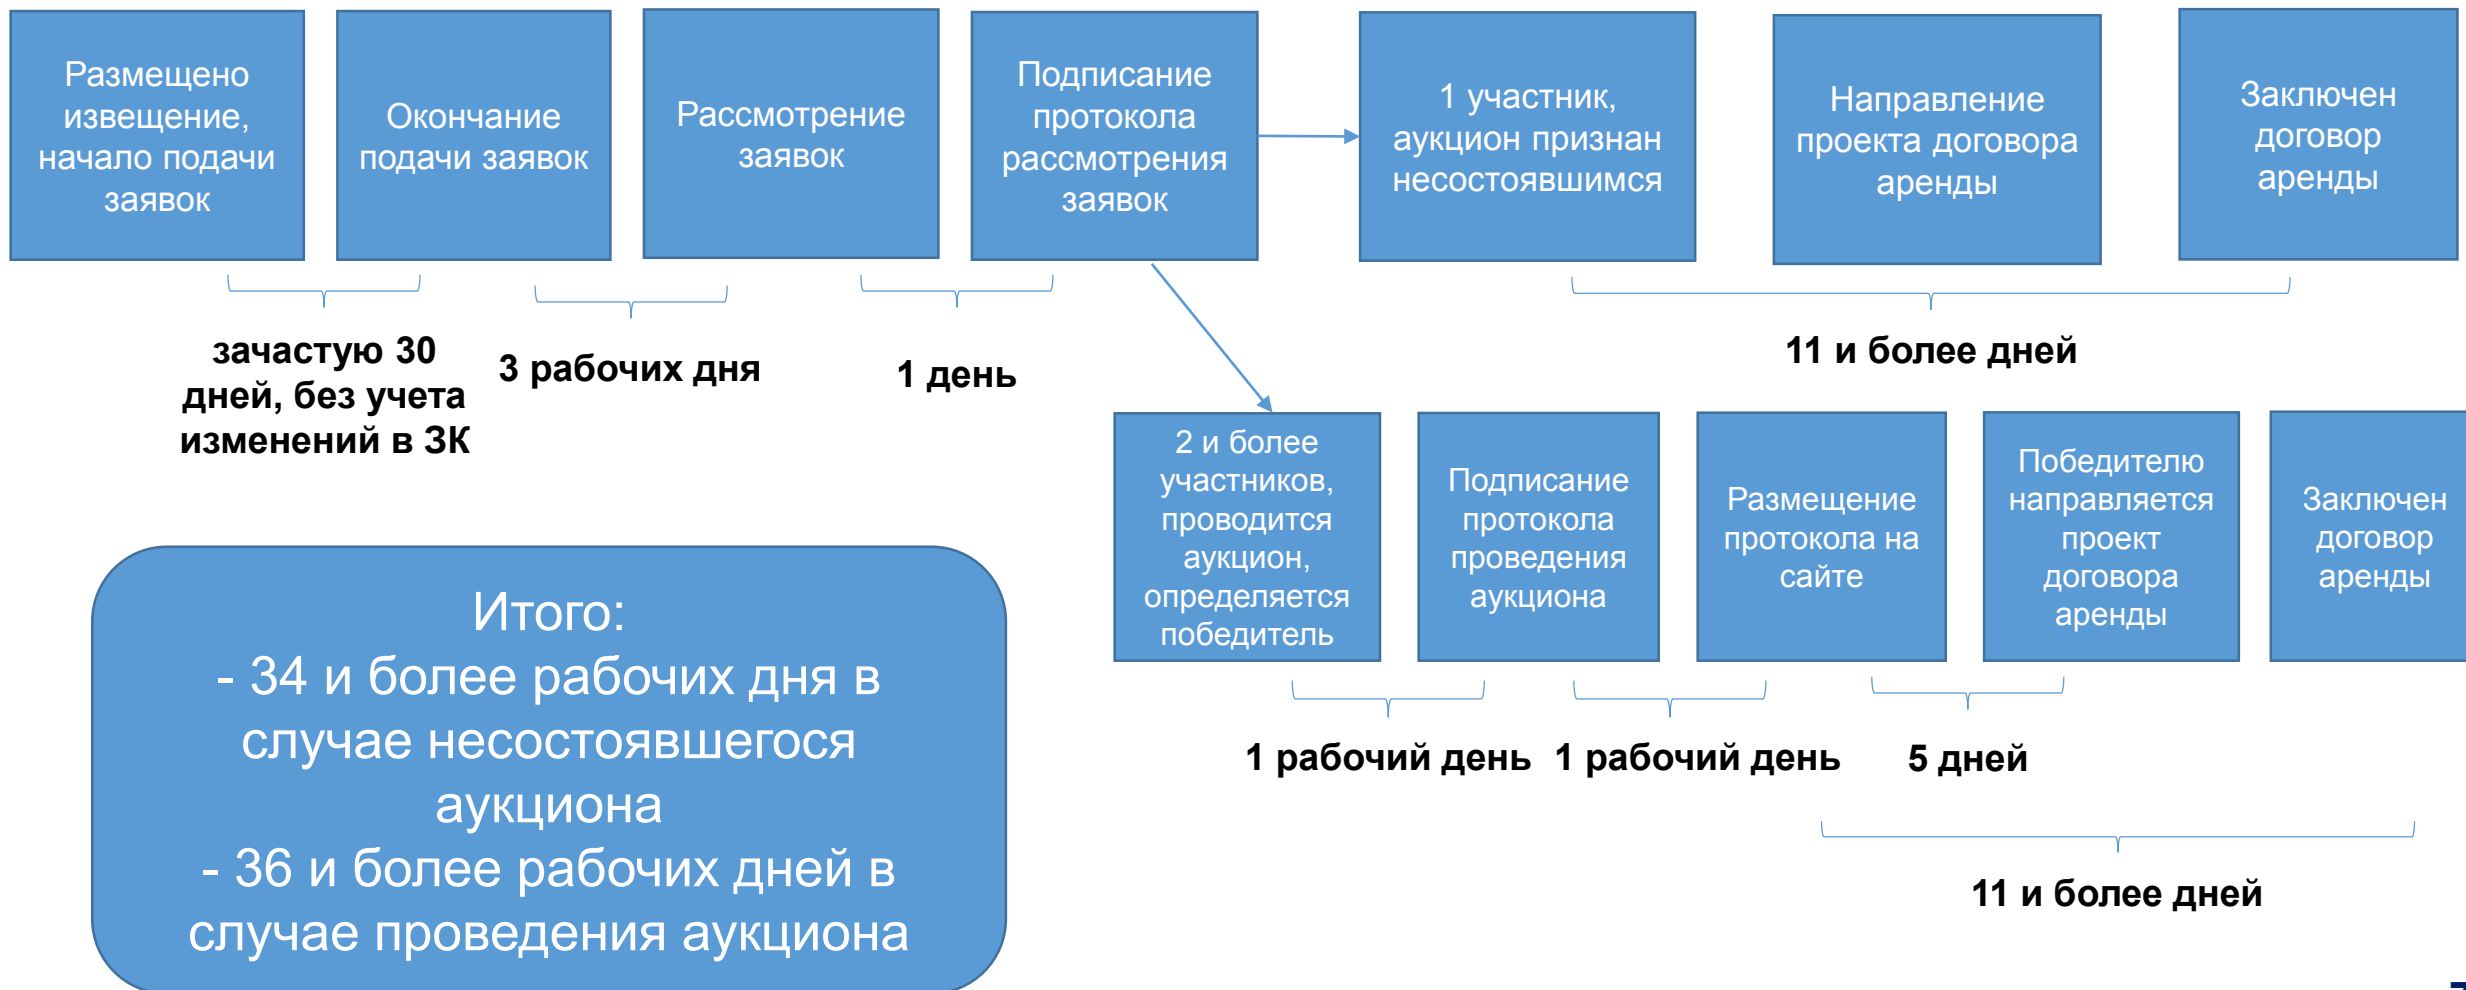 Размещено
извещение,
начало подачи
заявок
Окончание
подачи заявок
Рассмотрение
заявок
Подписание
протокола
рассмотрения
заявок
1 участник,
аукцион признан
несостоявшимся
Направление
проекта договора
аренды
Заключен
договор
аренды
зачастую 30
дней, без учета
изменений в ЗК
3 рабочих дня
1 день
11 и более дней
2 и более
участников,
проводится
аукцион,
определяется
победитель
Подписание
протокола
проведения
аукциона
Размещение
протокола на
сайте
Победителю
направляется
проект
договора
аренды
Заключен
договор
аренды
1 рабочий день
1 рабочий день
5 дней
11 и более дней
Итого:
- 34 и более рабочих дня в
случае несостоявшегося
аукциона
- 36 и более рабочих дней в
случае проведения аукциона